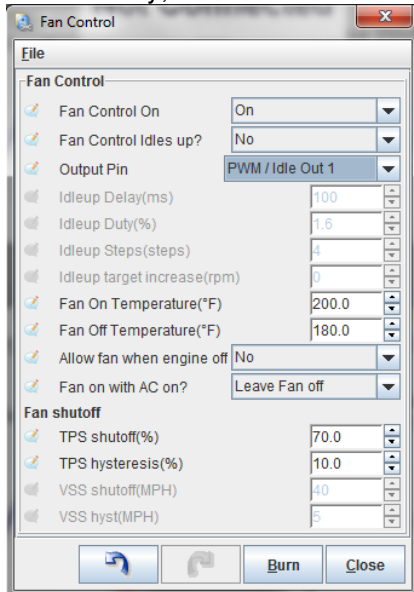 Fan Control
File
Fan Control
Fan Control On On
Fan Control Idles up? No
Output Pin PWM / Idle Out 1
Idleup Delay(ms) 100
Idleup Duty(%) 1.6
Idleup Steps(steps) 4
Idleup target increase(rpm) 0
Fan On Temperature(°F) 200.0
Fan Off Temperature(°F) 180.0
Allow fan when engine off No
Fan on with AC on? Leave Fan off
Fan shutoff
TPS shutoff(%) 70.0
TPS hysteresis(%) 10.0
VSS shutoff(MPH) 40
VSS hyst(MPH) 5
Burn Close